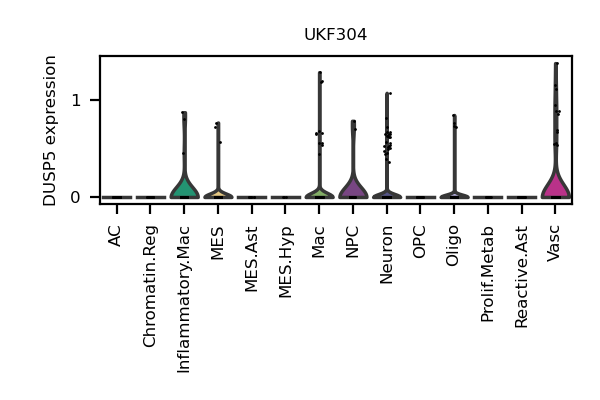 UKF304
DUSP5 expression
1
0
AC
Chromatin.Reg
Inflammatory.Mac
MES
MES.Ast
MES.Hyp
Mac
NPC
Neuron
OPC
Oligo
Prolif.Metab
Reactive.Ast
Vasc